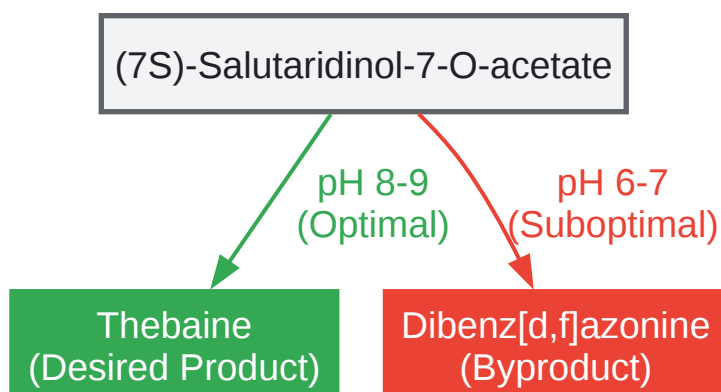 (7S)-Salutaridinol-7-O-acetate
pH 8-9
(Optimal)
pH 6-7
(Suboptimal)
Thebaine
(Desired Product)
Dibenz[d,f]azonine
(Byproduct)